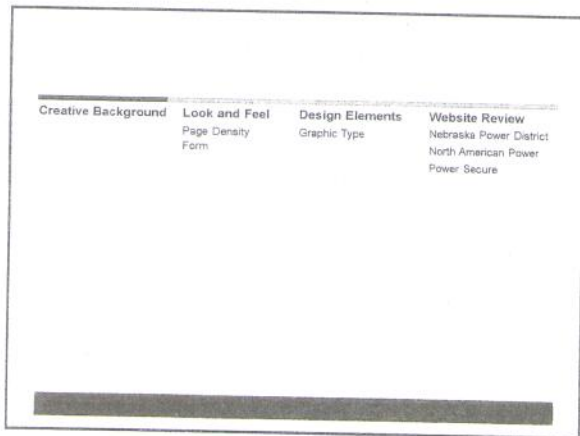 Creative Background
Look and Feel
Page Density
Form
Design Elements
Graphic Type
Website Review
Nebraska Power District
North American Power
Power Secure